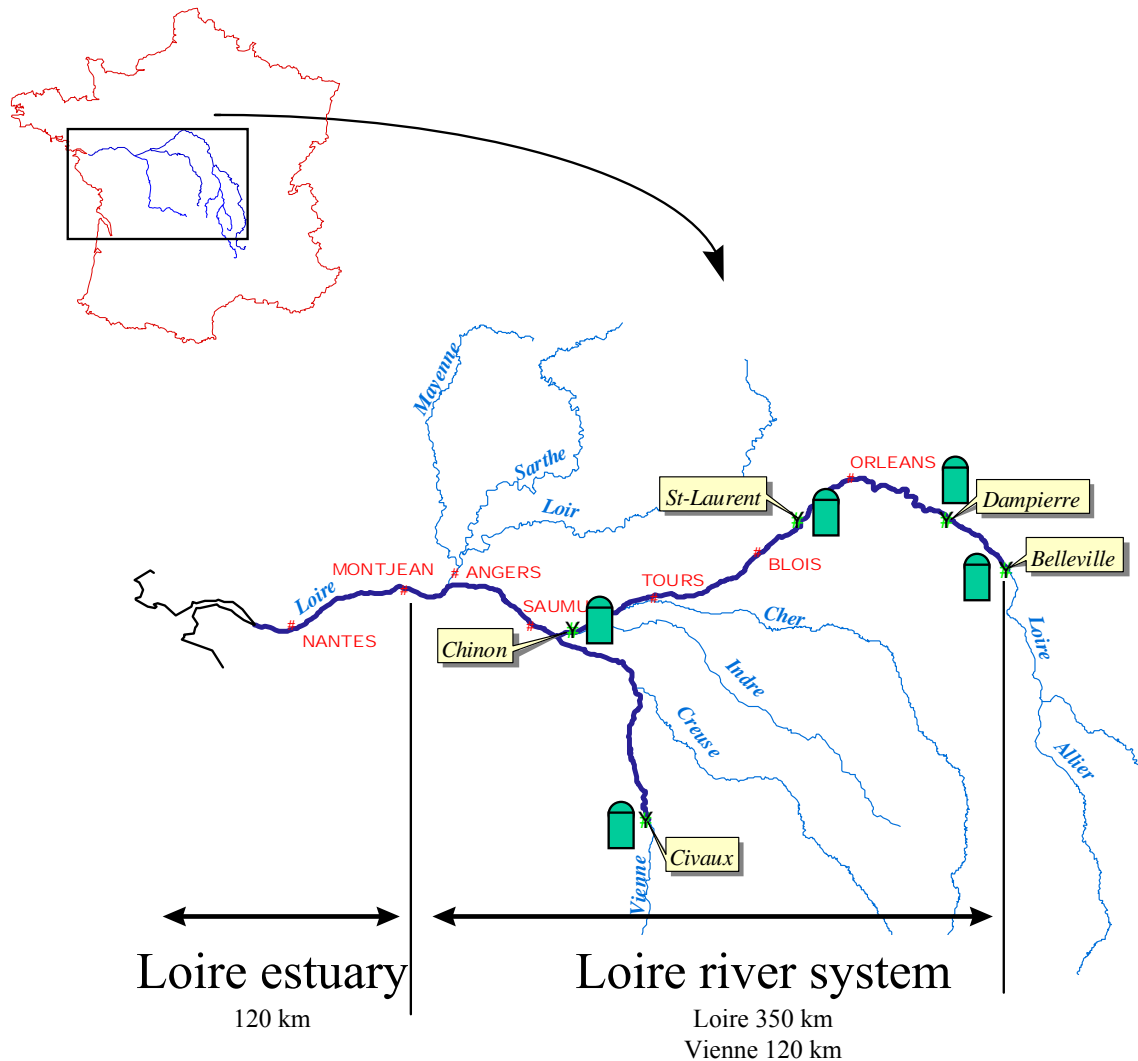 Mayenne
Sarthe
Loir
ORLEANS
St-Laurent
Dampierre
Belleville
BLOIS
MONTJEAN
ANGERS
TOURS
Loire
SAUMU
NANTES
Chinon
Cher
Loire
Indre
Creuse
Allier
Civaux
Vienne
Loire estuary
120 km
Loire river system
Loire 350 km
Vienne 120 km